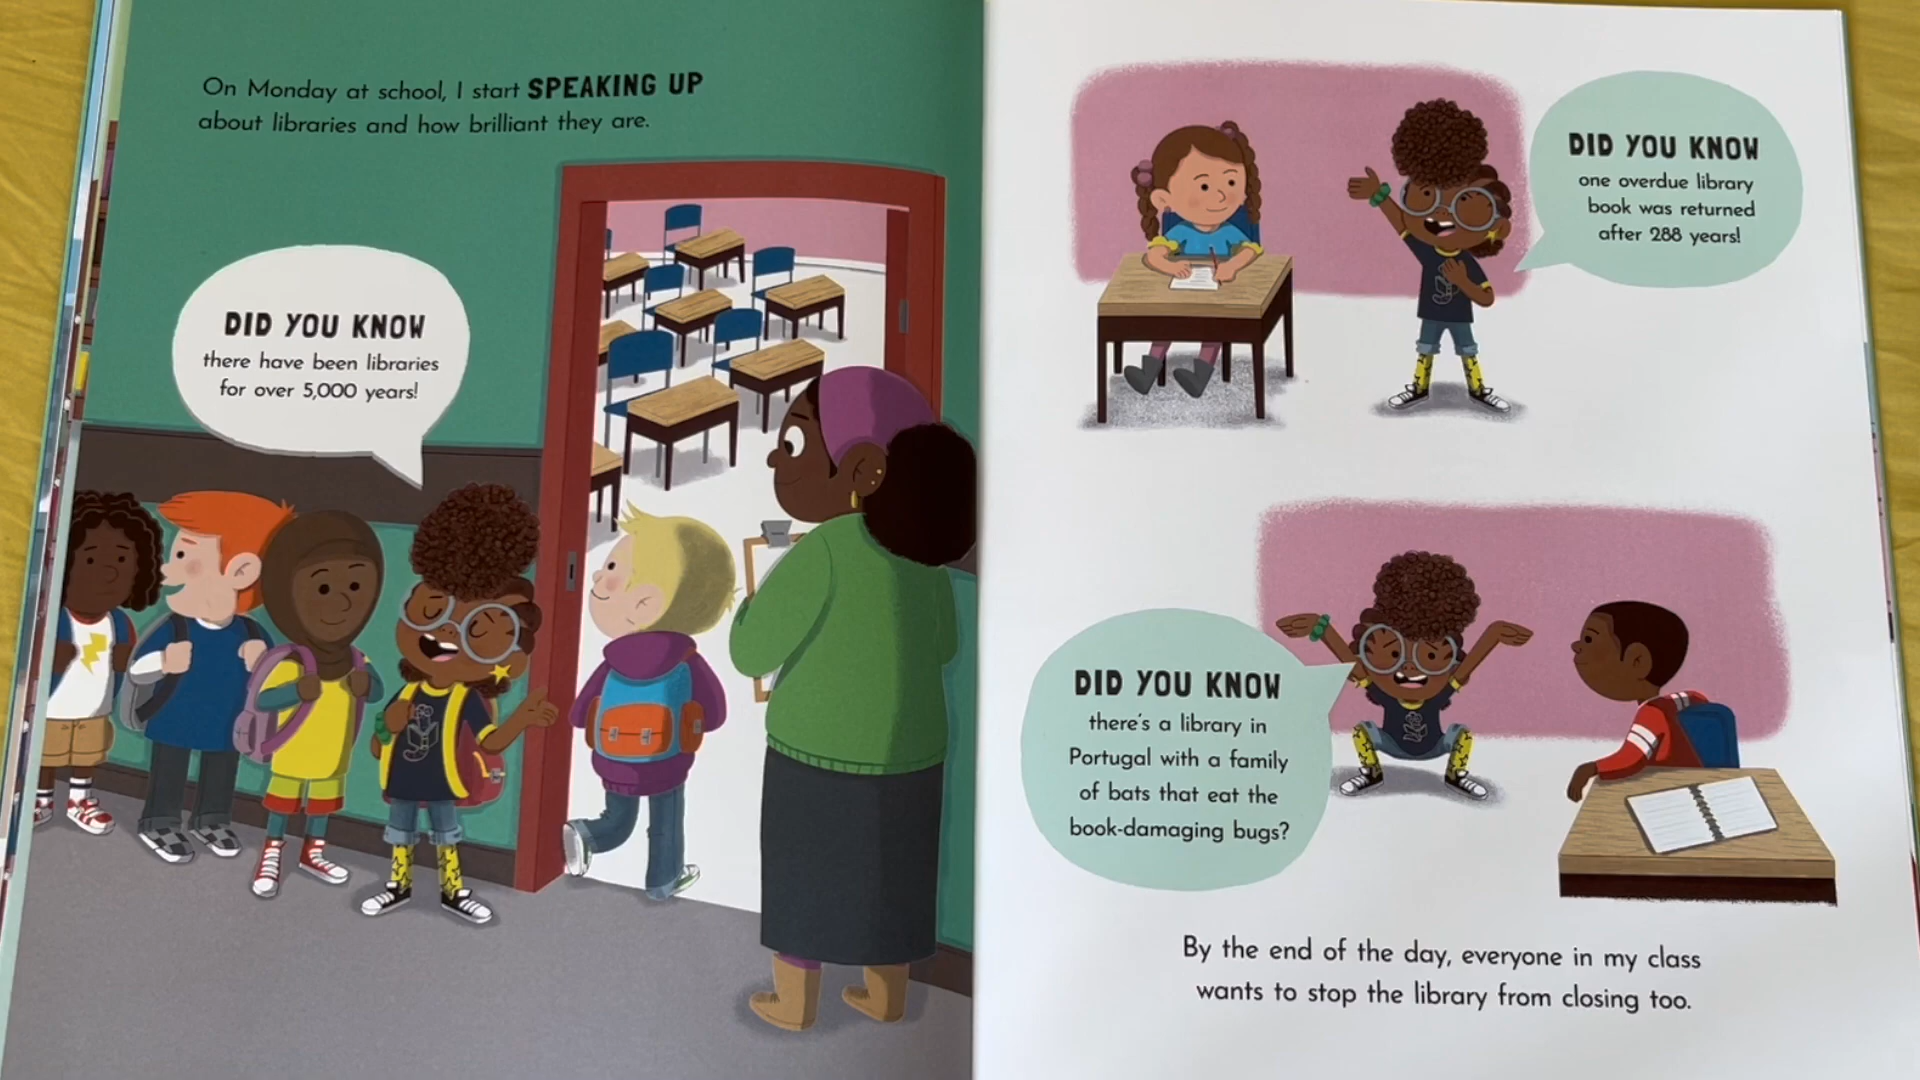 On Monday at school, I start SPEAKING UP
about libraries and how brilliant they are.
DID YOU KNOW
there have been libraries
for over 5,000 years!
DID YOU KNOW
one overdue library
book was returned
after 288 years!
DID YOU KNOW
there's a library in
Portugal with a family
of bats that eat the
book-damaging bugs?
By the end of the day, everyone in my class
wants to stop the library from closing too.